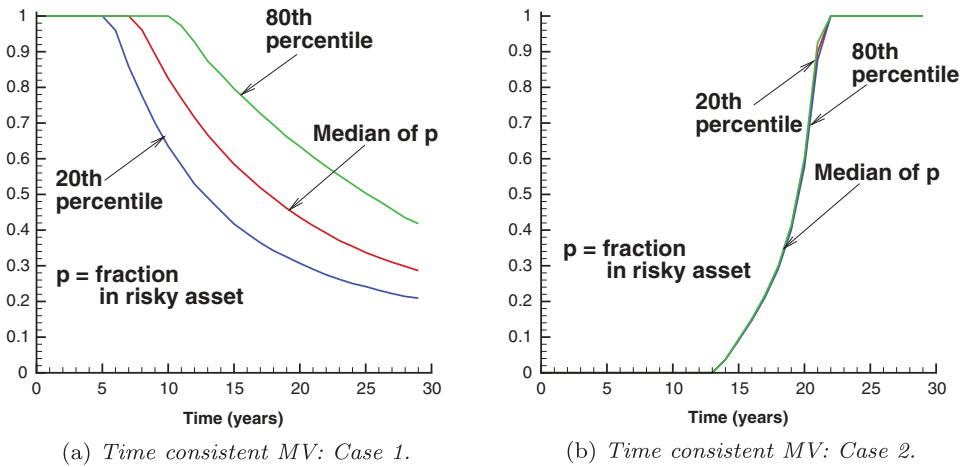 1
0.9
0.8
0.7
0.6
0.5
0.4
0.3
0.2
0.1
0
80th
percentile
Median of p
20th
percentile
p = fraction
in risky asset
0 5 10 15 20 25 30
Time (years)
(a) Time consistent MV: Case 1.
1
0.9
0.8
0.7
0.6
0.5
0.4
0.3
0.2
0.1
0
80th
percentile
20th
percentile
Median of p
p = fraction
in risky asset
0 5 10 15 20 25 30
Time (years)
(b) Time consistent MV: Case 2.